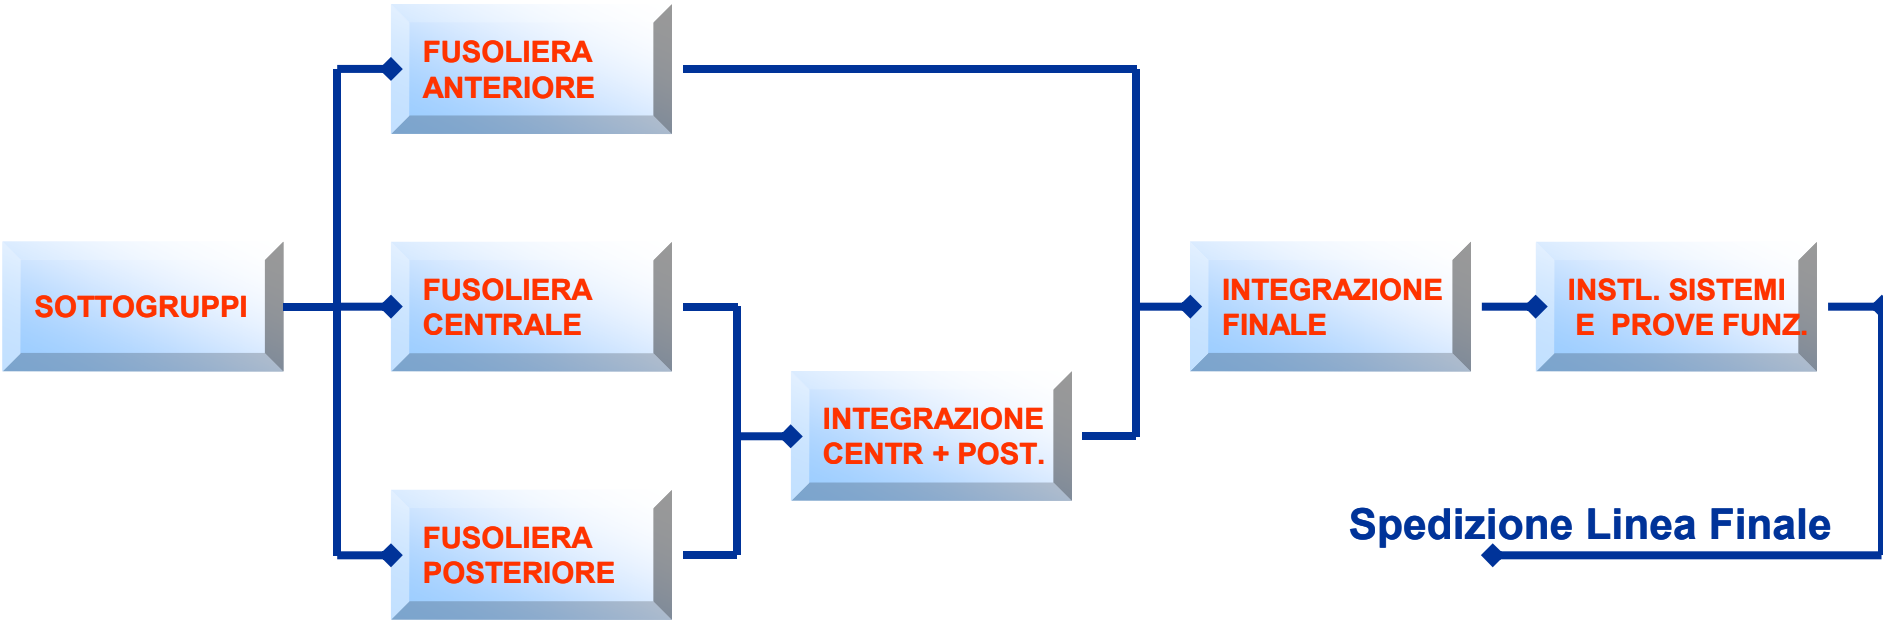 FUSOLIERA
ANTERIORE
SOTTOGRUPPI
FUSOLIERA
CENTRALE
FUSOLIERA
POSTERIORE
INTEGRAZIONE
CENTR + POST.
INTEGRAZIONE
FINALE
INSTL. SISTEMI
E PROVE FUNZ.
Spedizione Linea Finale